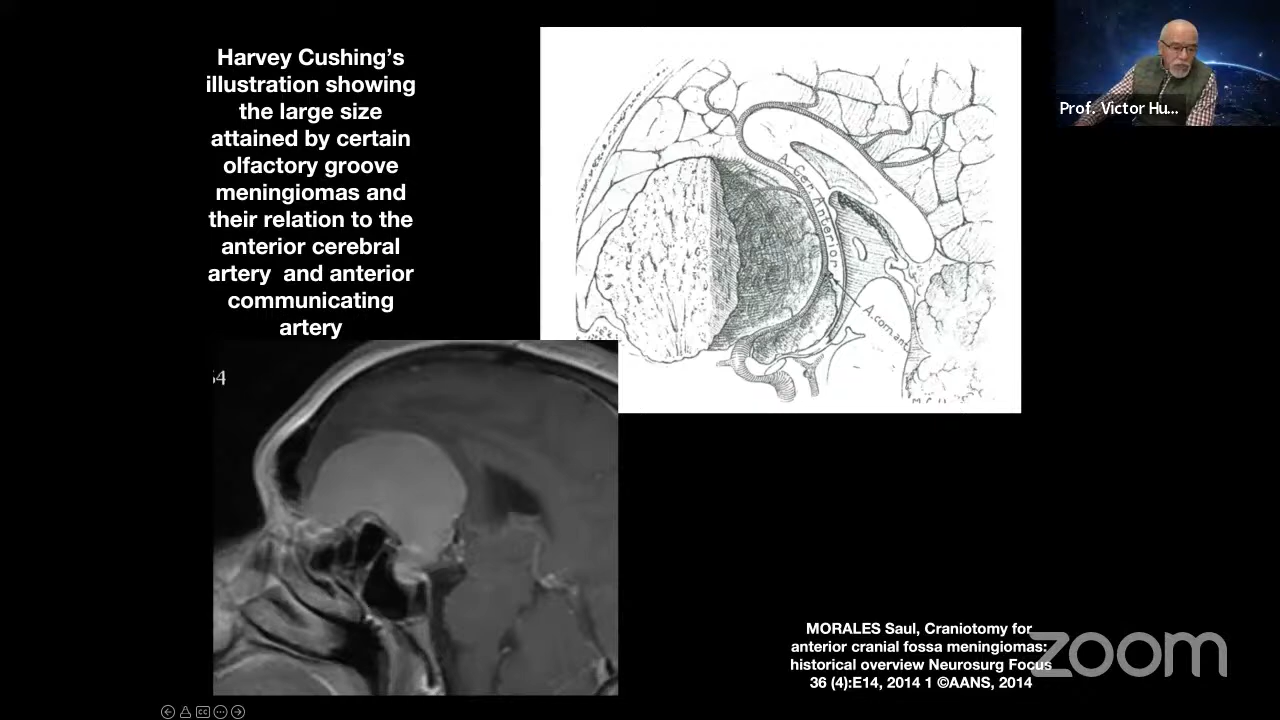 Harvey Cushing's
illustration showing
the large size
attained by certain
olfactory groove
meningiomas and
their relation to the
anterior cerebral
artery and anterior
communicating
artery
A. Cer. Anterior
A.com.ant
54
Prof. Victor Hu...
MORALES Saul, Craniotomy for
anterior cranial fossa meningiomas:
historical overview Neurosurg Focus
36 (4):E14, 2014 1 ©AANS, 2014
zoom
CC